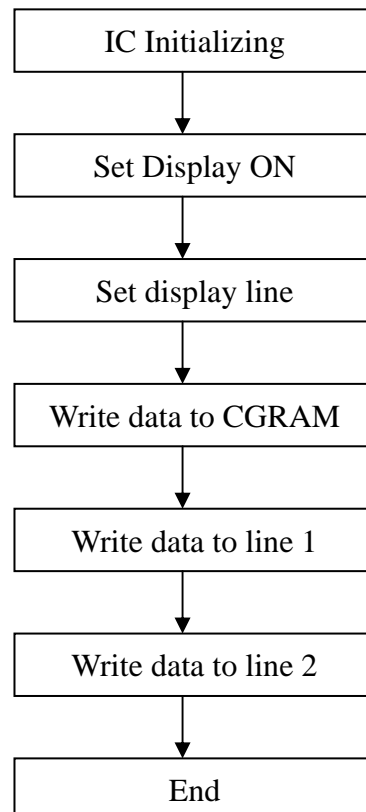 IC Initializing
Set Display ON
Set display line
Write data to CGRAM
Write data to line 1
Write data to line 2
End